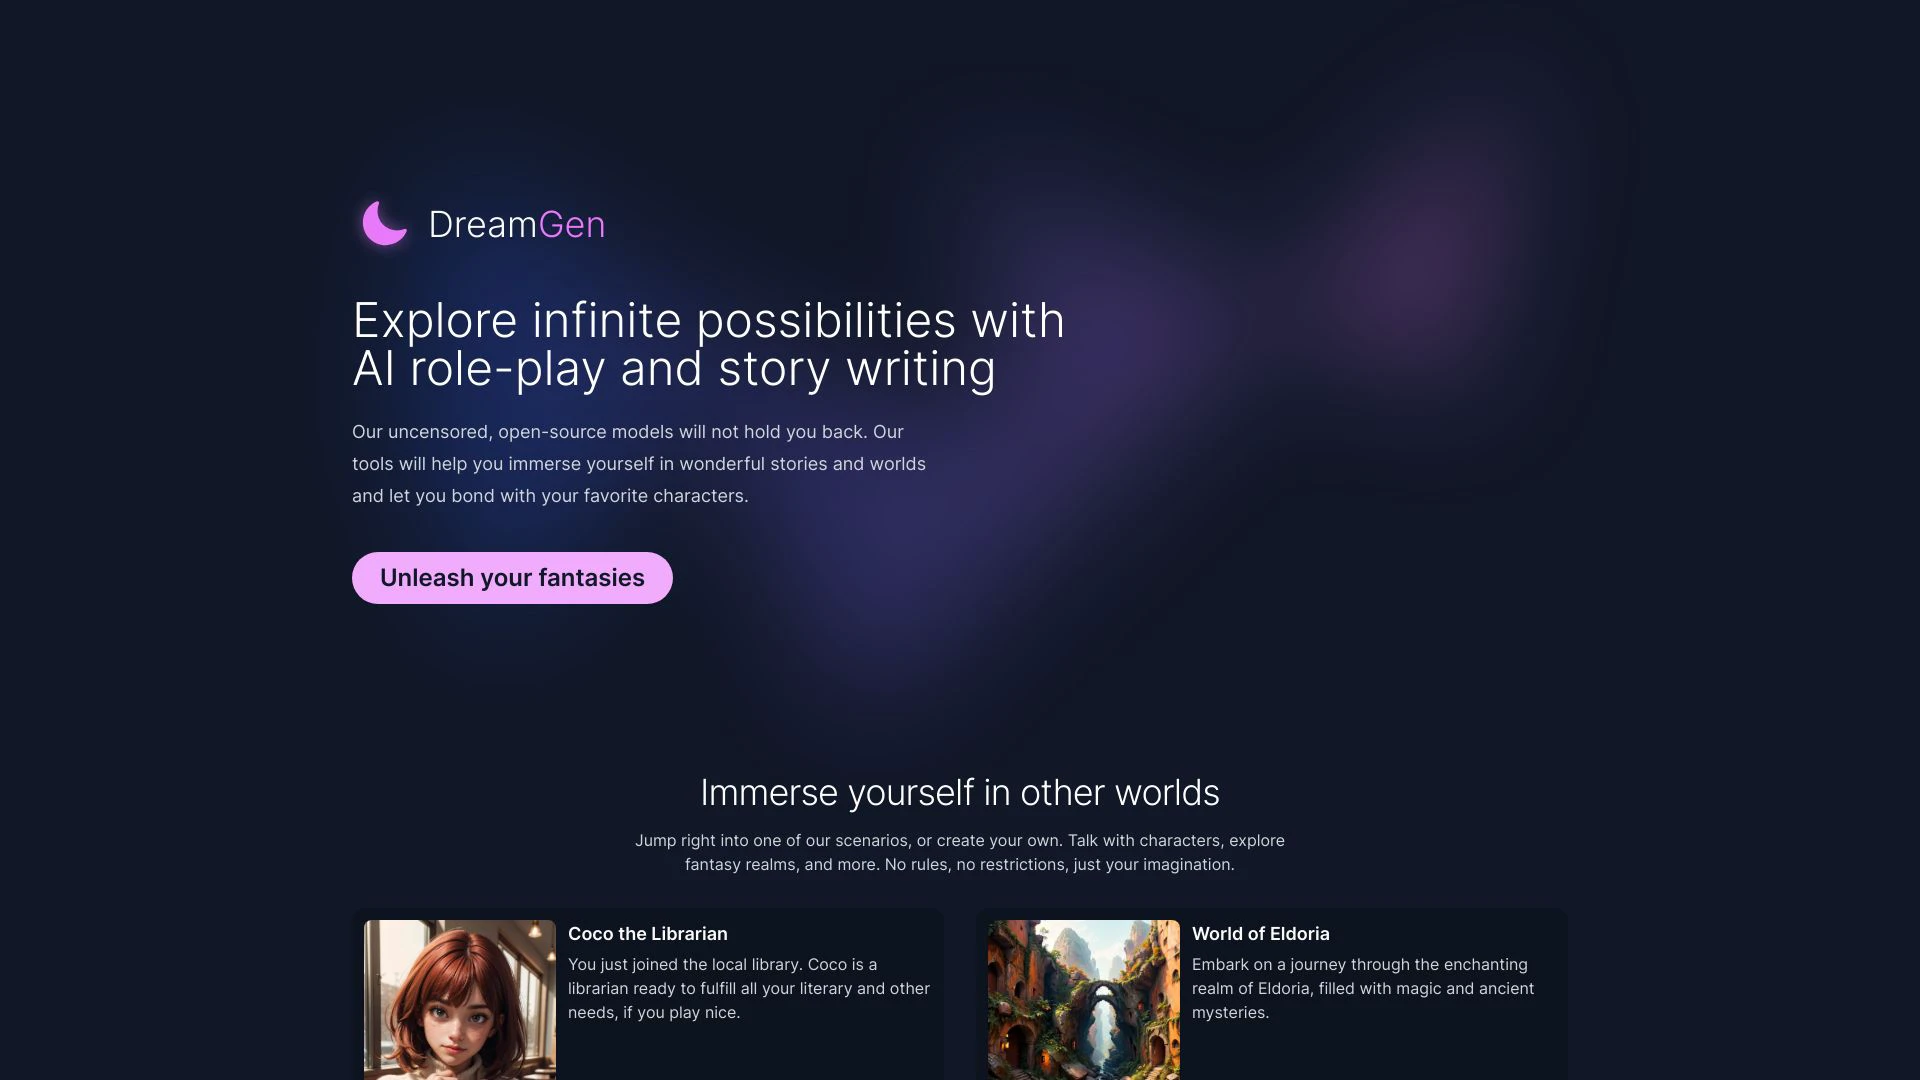 DreamGen
Explore infinite possibilities with
AI role-play and story writing
Our uncensored, open-source models will not hold you back. Our
tools will help you immerse yourself in wonderful stories and worlds
and let you bond with your favorite characters.
Unleash your fantasies
Immerse yourself in other worlds
Jump right into one of our scenarios, or create your own. Talk with characters, explore
fantasy realms, and more. No rules, no restrictions, just your imagination.
Coco the Librarian
You just joined the local library. Coco is a
librarian ready to fulfill all your literary and other
needs, if you play nice.
World of Eldoria
Embark on a journey through the enchanting
realm of Eldoria, filled with magic and ancient
mysteries.